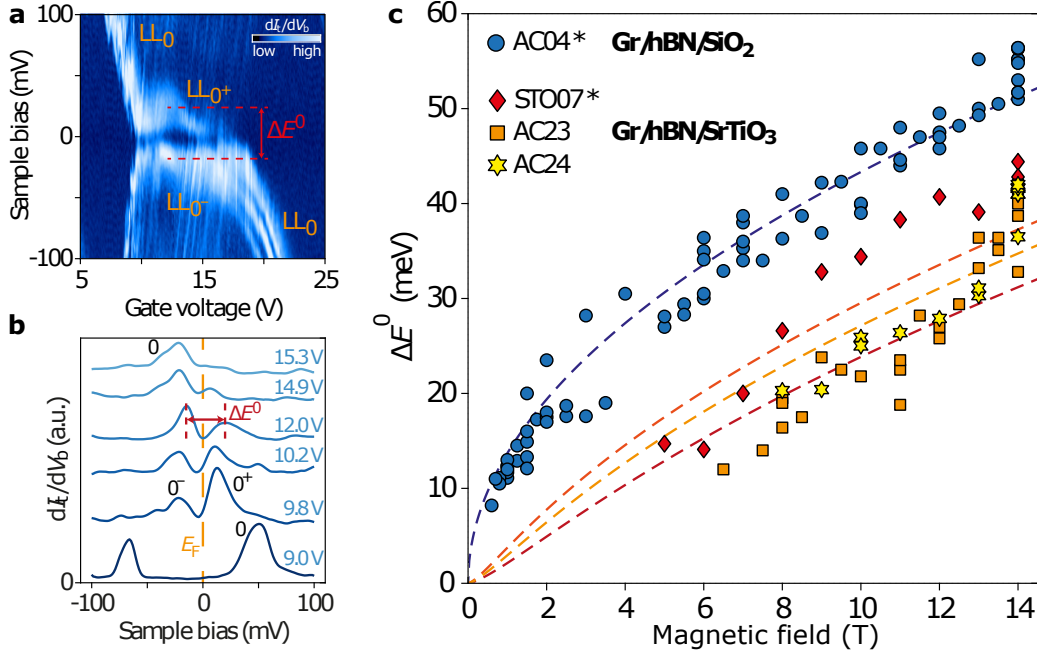 a
dIt/dVb
low high
LL0
LL0+
ΔE0
LL0-
LL0
100
0
-100
Sample bias (mV)
5 15 25
Gate voltage (V)
b
0
15.3V
14.9V
ΔE0
12.0V
10.2V
0- 0+
9.8V
EF
0
9.0V
dIt/dVb (a.u.)
0
-100 0 100
Sample bias (mV)
c
AC04* Gr/hBN/SiO2
STO07*
AC23 Gr/hBN/SrTiO3
AC24
60
50
40
30
20
10
0
ΔE0 (meV)
0 2 4 6 8 10 12 14
Magnetic field (T)